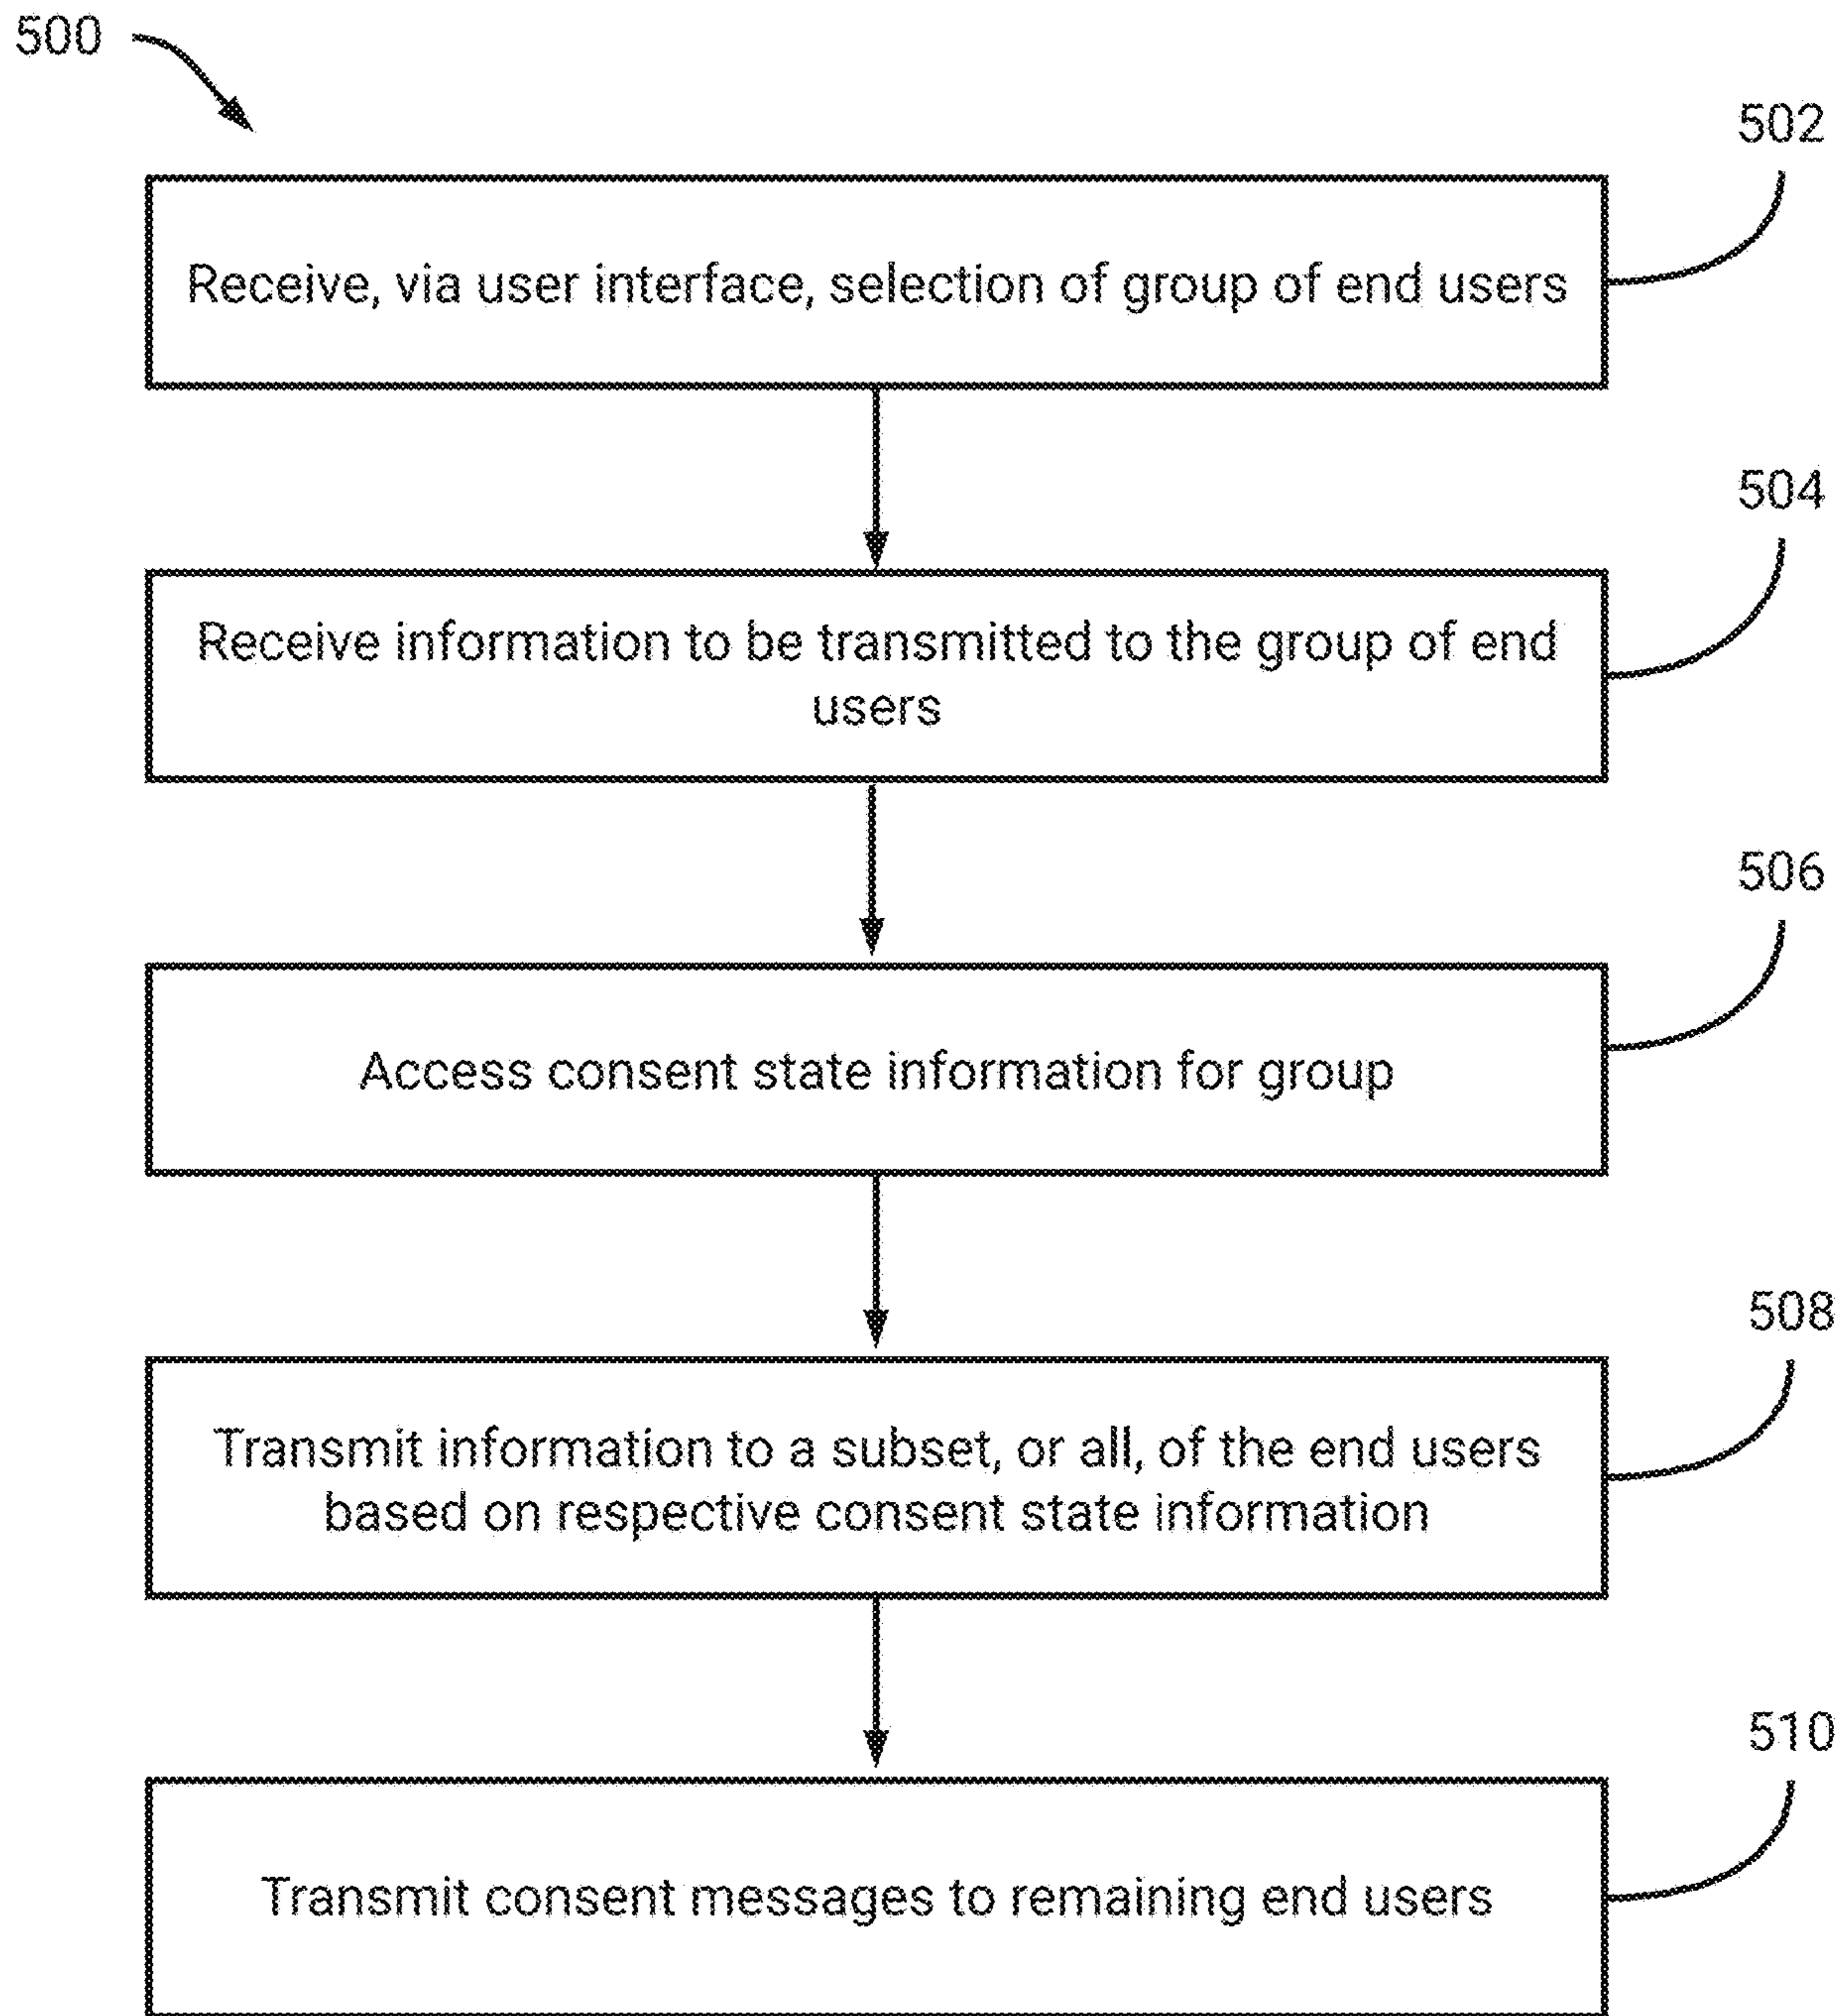 500
502
Receive, via user interface, selection of group of end users
504
Receive information to be transmitted to the group of end
users
506
Access consent state information for group
508
Transmit information to a subset, or all, of the end users
based on respective consent state information
510
Transmit consent messages to remaining end users